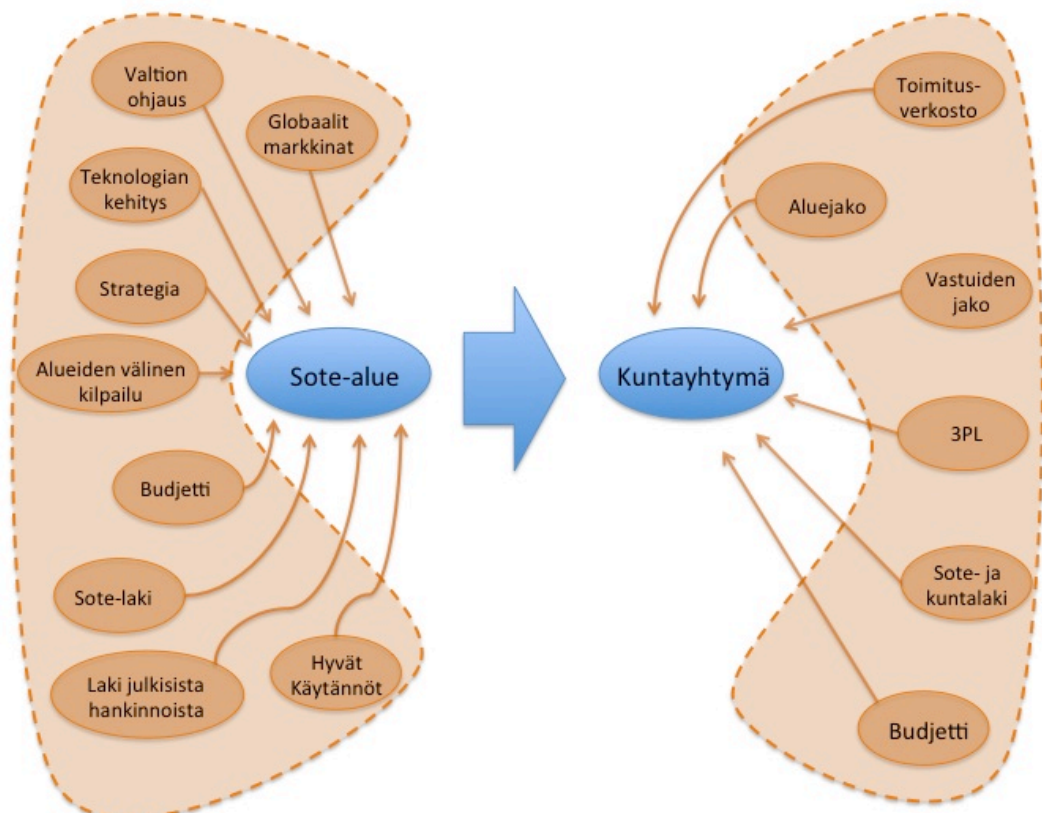 Valtion
ohjaus
Globaalit
markkinat
Teknologian
kehitys
Strategia
Alueiden välinen
kilpailu
Sote-alue
Budjetti
Sote-laki
Laki julkisista
hankinnoista
Hyvät
Käytännöt
Toimitus-
verkosto
Aluejako
Vastuiden
jako
Kuntayhtymä
3PL
Sote- ja
kuntalaki
Budjetti